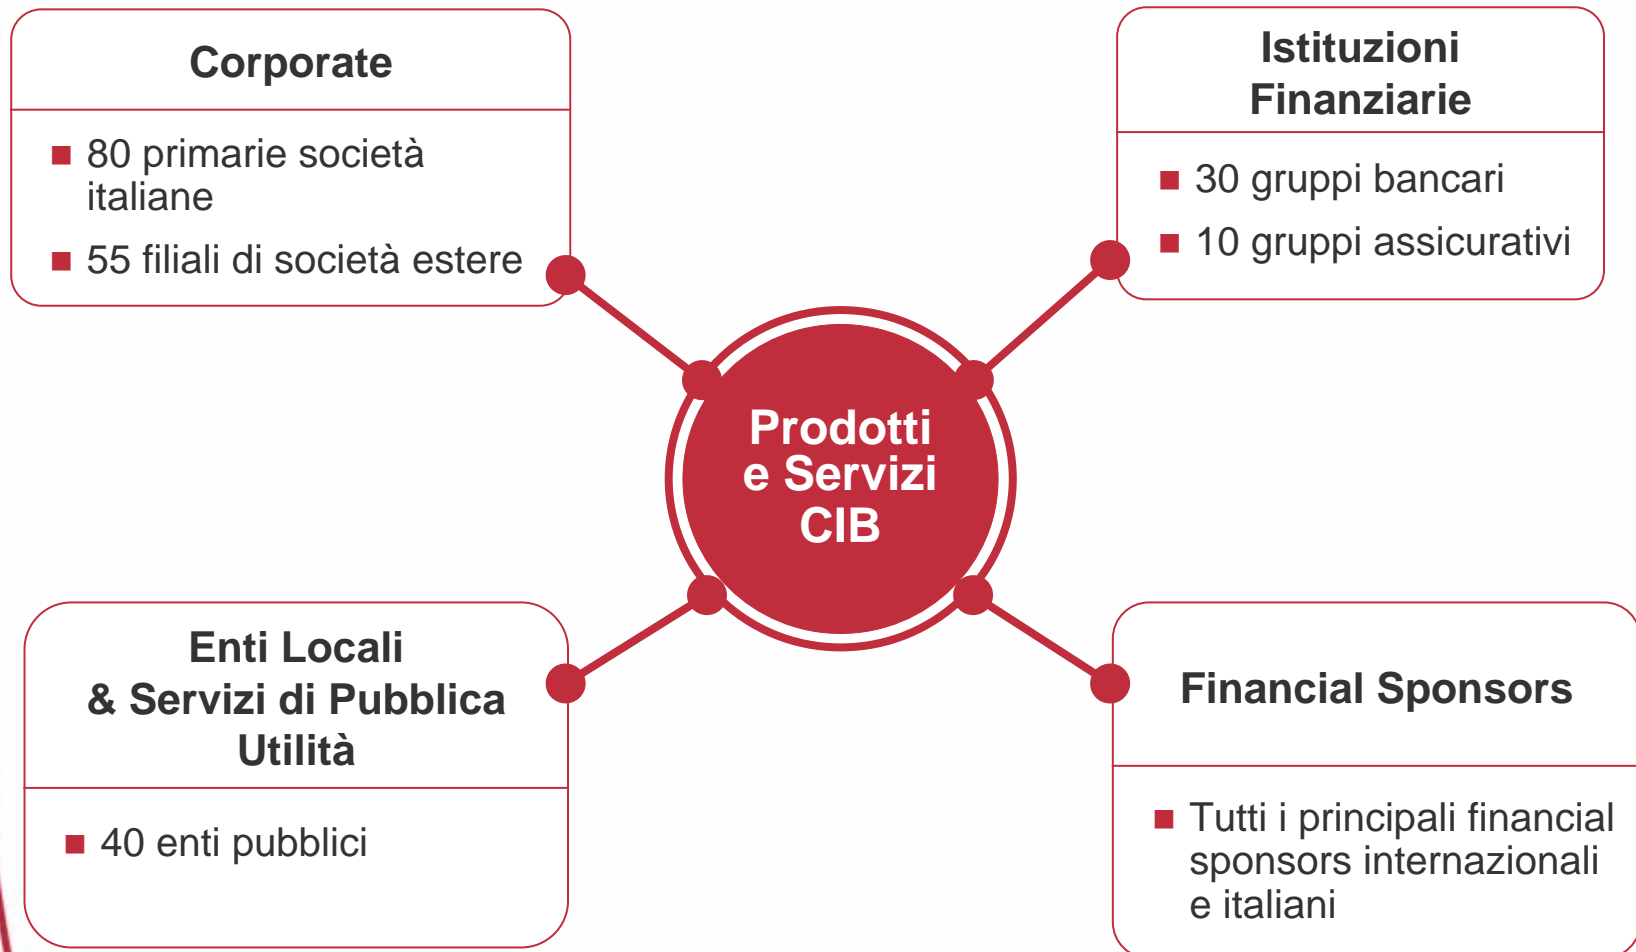 Corporate
80 primarie società
italiane
55 filiali di società estere
Istituzioni
Finanziarie
30 gruppi bancari
10 gruppi assicurativi
Prodotti
e Servizi
CIB
Enti Locali
& Servizi di Pubblica
Utilità
40 enti pubblici
Financial Sponsors
Tutti i principali financial
sponsors internazionali
e italiani